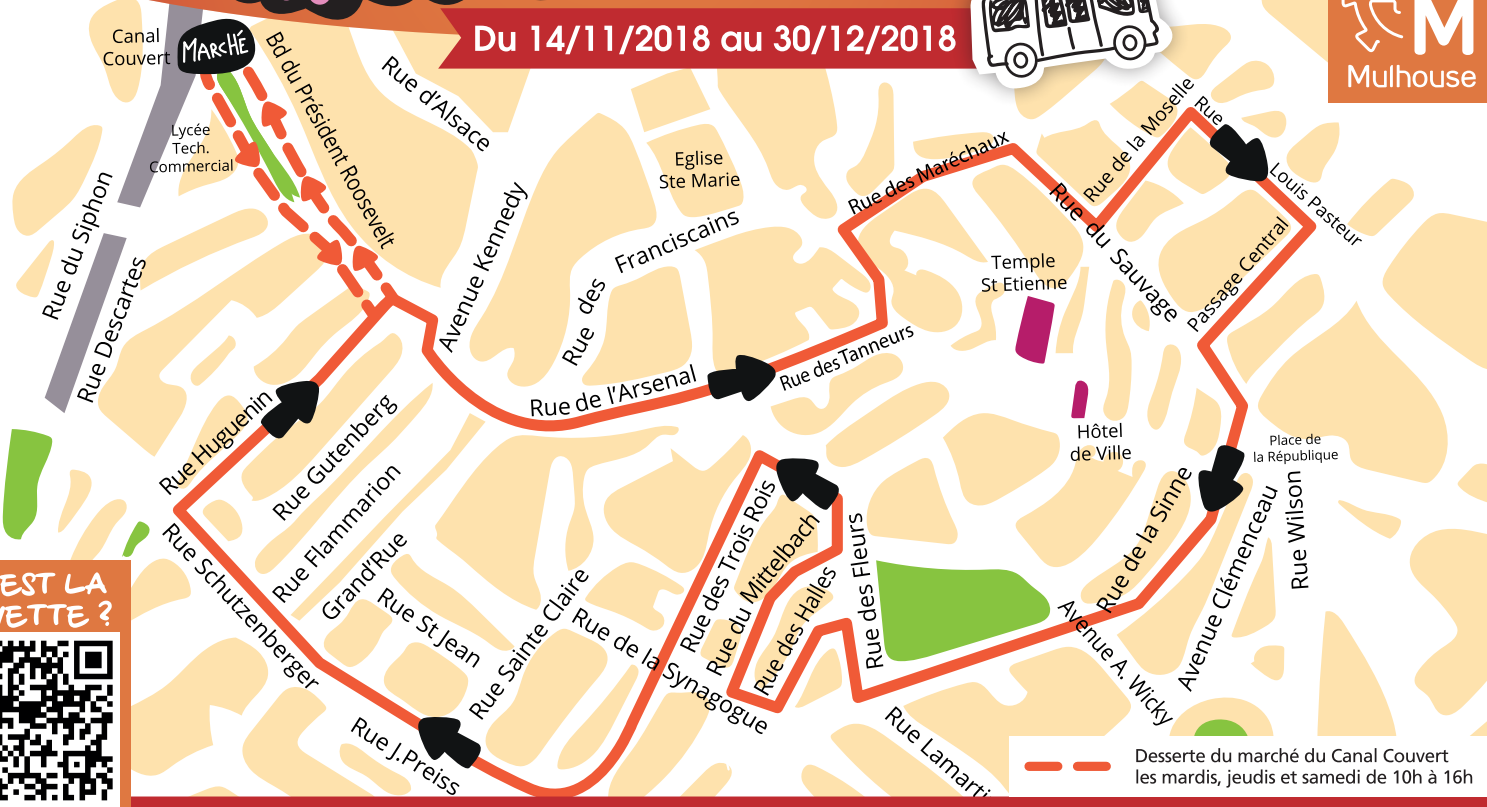 Du 14/11/2018 au 30/12/2018
M
Mulhouse
Canal
Couvert
MARCHÉ
Bd du Président Roosevelt
Rue d'Alsace
Lycée
Tech.
Commercial
Rue du Siphon
Rue Descartes
Avenue Kennedy
Eglise
Ste Marie
Rue des Franciscains
Rue des Maréchaux
Rue de la Moselle
Rue Louis Pasteur
Rue du Sauvage
Passage Central
Temple
St Etienne
Rue de l'Arsenal
Rue des Tanneurs
Hôtel
de Ville
Place de
la République
Rue Huguenin
Rue Gutenberg
Rue Flammarion
Grand'Rue
Rue Schutzenberger
Rue St Jean
Rue Sainte Claire
Rue de la Synagogue
Rue J.Preiss
Rue des Trois Rois
Rue du Mittelbach
Rue des Halles
Rue des Fleurs
Rue de la Sinne
Avenue A. Wicky
Avenue Clémenceau
Rue Wilson
Rue Lamarti
EST LA
VETTE ?
Desserte du marché du Canal Couvert
les mardis, jeudis et samedi de 10h à 16h